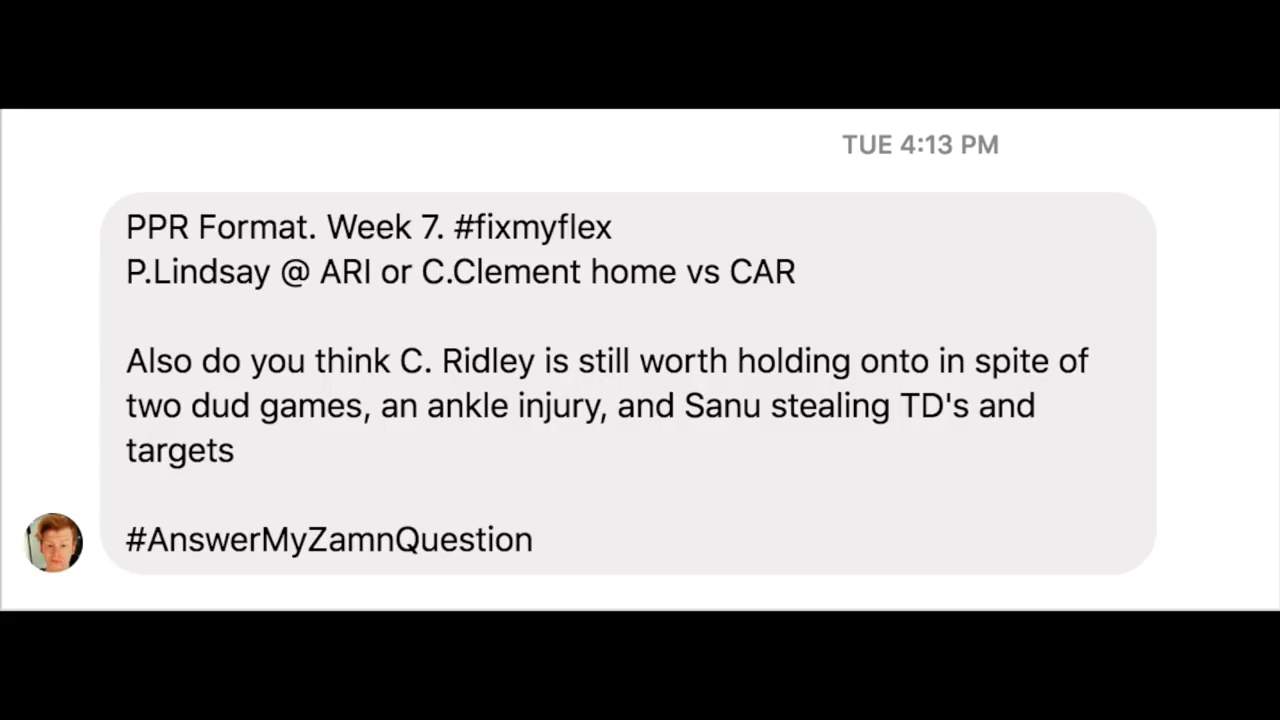 TUE 4:13 PM
PPR Format. Week 7. #fixmyflex
P.Lindsay @ ARI or C.Clement home vs CAR
Also do you think C. Ridley is still worth holding onto in spite of
two dud games, an ankle injury, and Sanu stealing TD's and
targets
#AnswerMyZamnQuestion